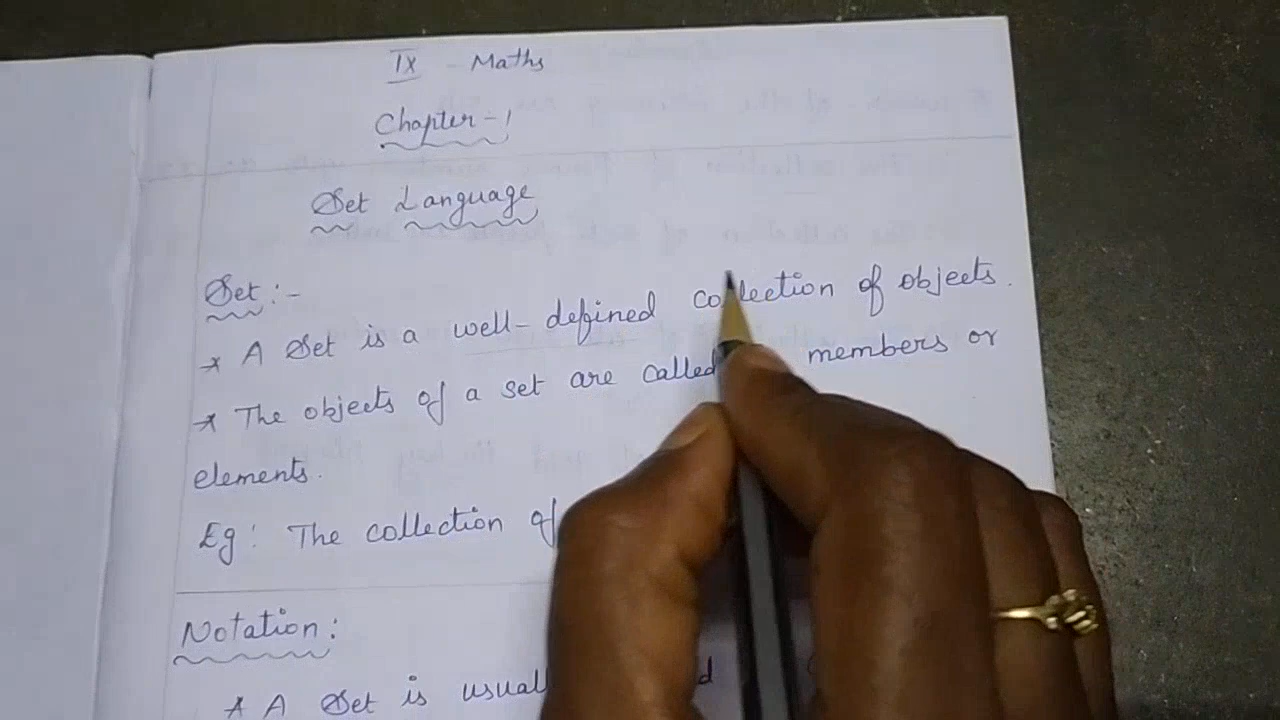 IX - Maths
Chapter - 1
Set Language
Set :-
* A Set is a well-defined collection of objects.
* The objects of a set are called members or
elements.
Eg: The collection of
Notation:
* A Set is